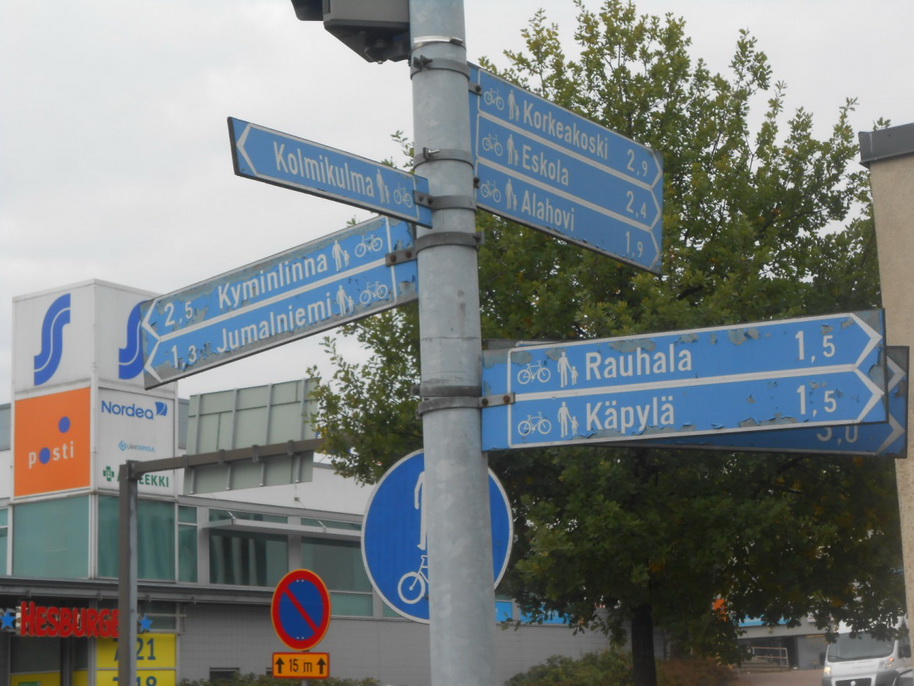 Korkeakoski 2,9
Eskola 2,4
Alahovi 1,9
Kolmikulma
2,5 Kyminlinna
1,3 Jumalniemi
Rauhala 1,5
Käpylä 1,5
3,0
Nordea
posti
15 m